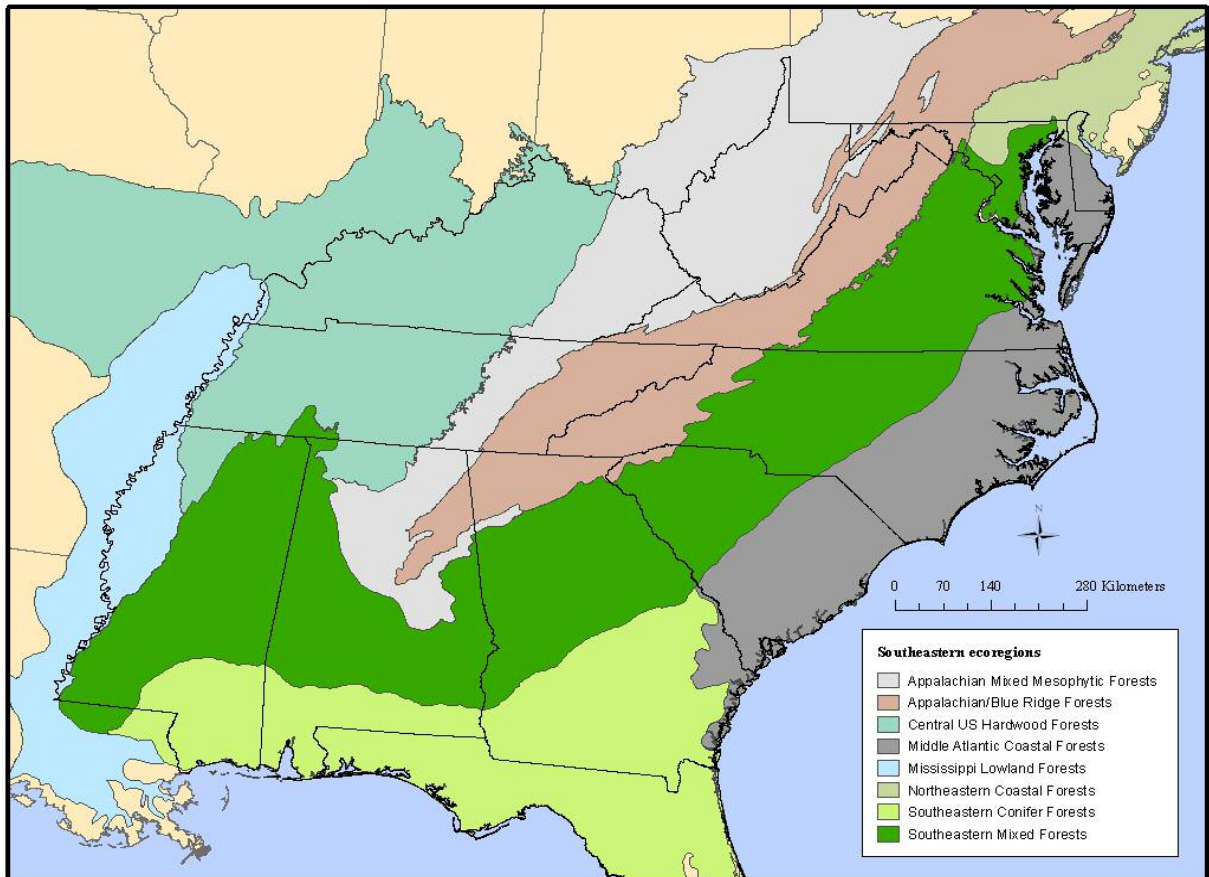 N
0 70 140 280 Kilometers
Southeastern ecoregions
Appalachian Mixed Mesophytic Forests
Appalachian/Blue Ridge Forests
Central US Hardwood Forests
Middle Atlantic Coastal Forests
Mississippi Lowland Forests
Northeastern Coastal Forests
Southeastern Conifer Forests
Southeastern Mixed Forests